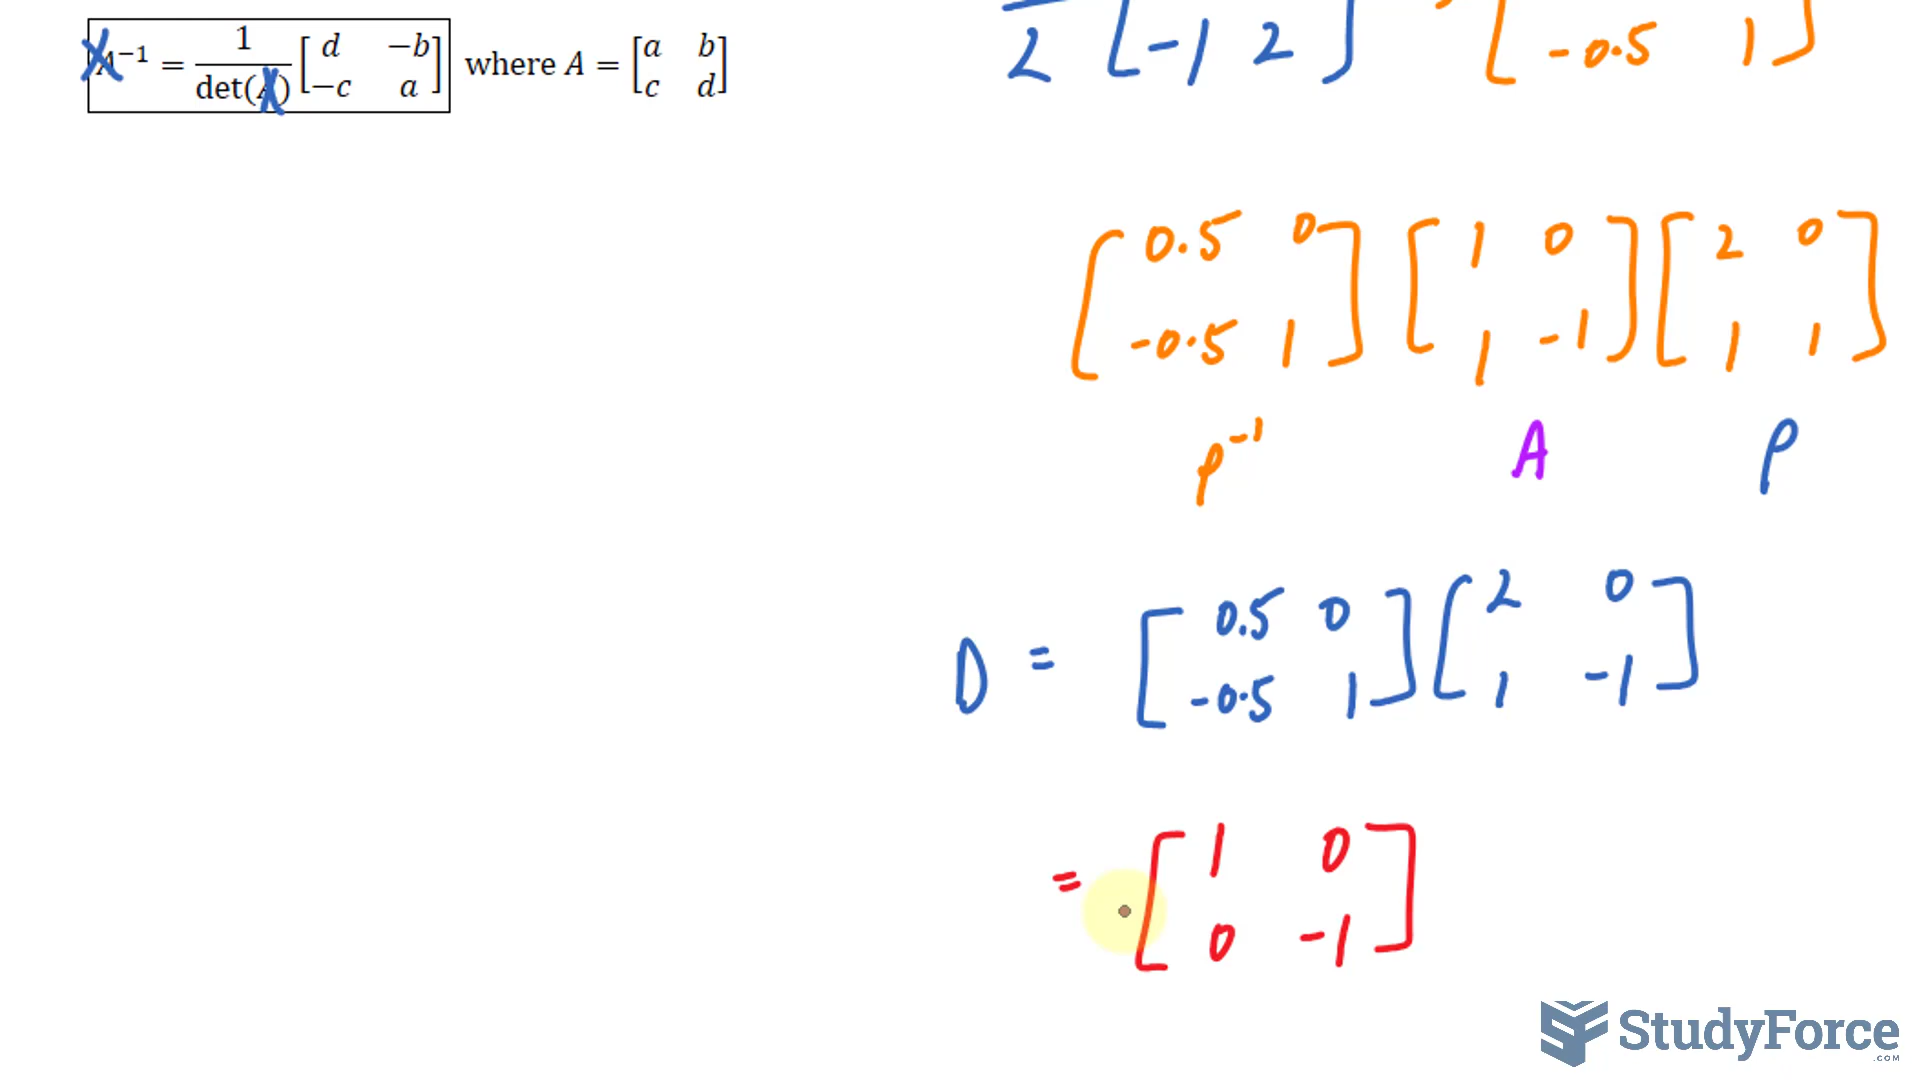 A⁻¹ = 1/det(A) [d −b; −c a] where A = [a b; c d]
2 [-1 2] [-0.5 1]
[0.5 0; -0.5 1] [1 0; 1 -1] [2 0; 1 1]
P⁻¹ A P
D = [0.5 0; -0.5 1] [2 0; 1 -1]
= [1 0; 0 -1]
StudyForce
.COM